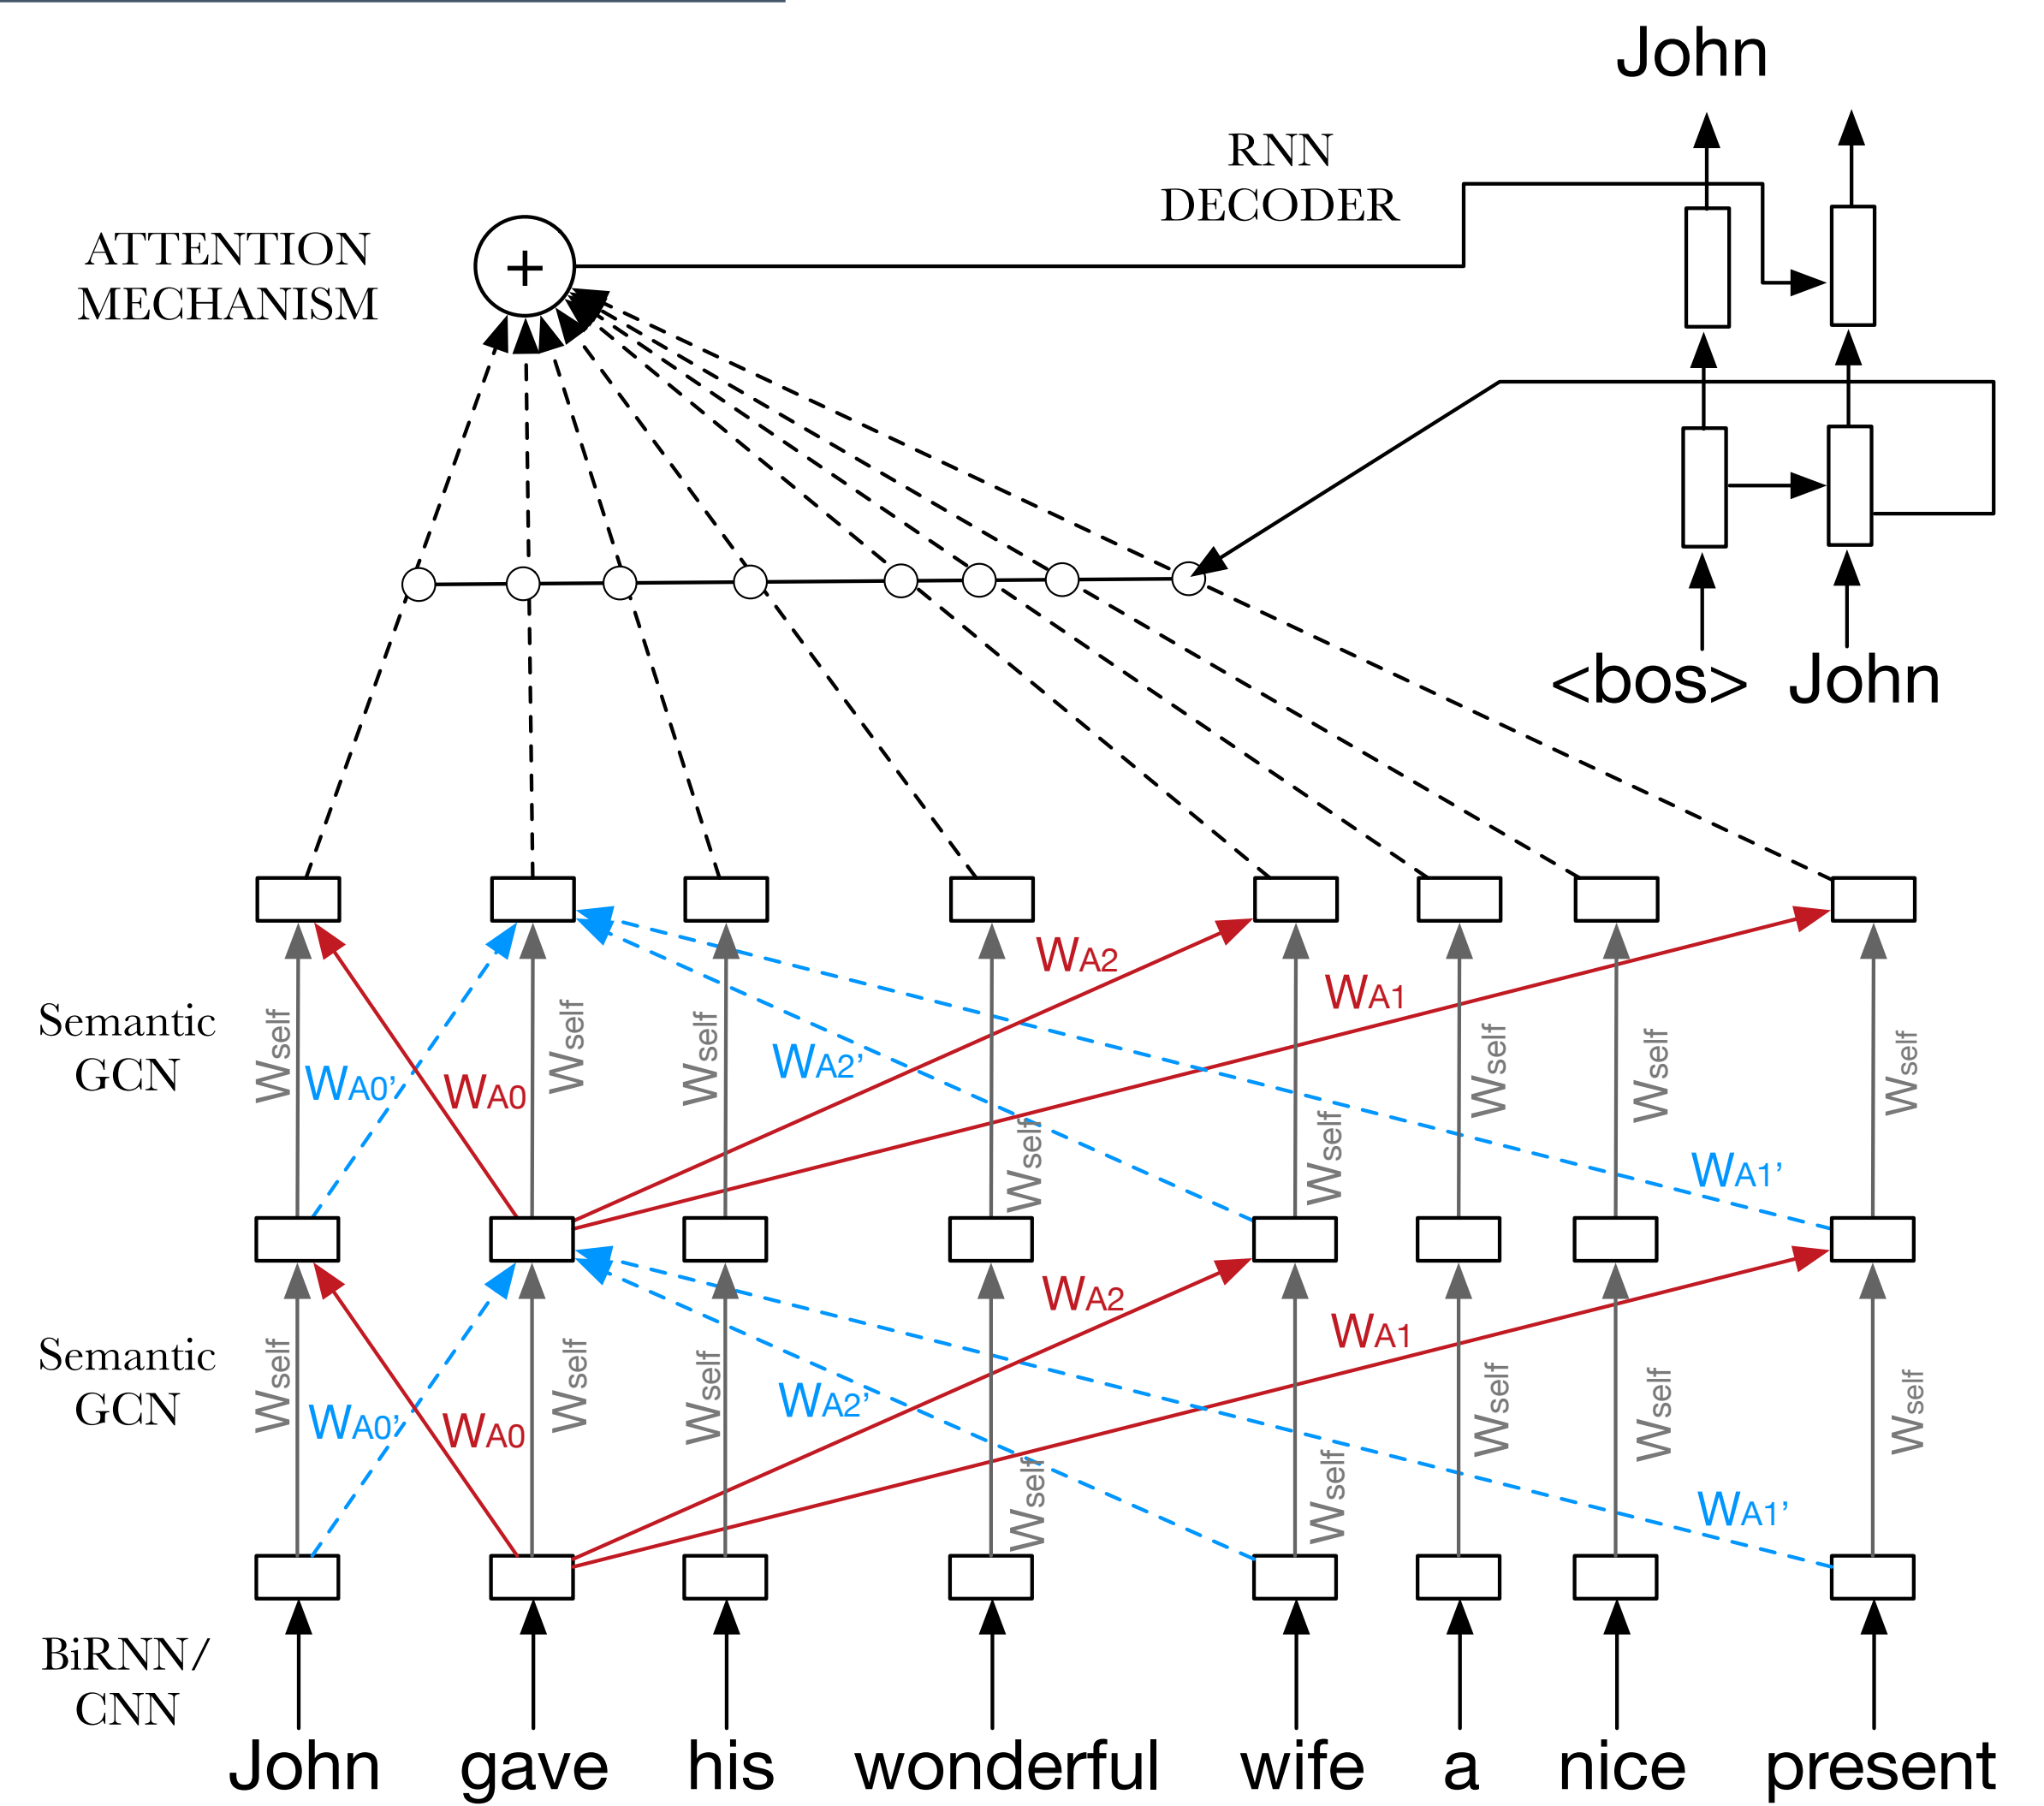 John
RNN
DECODER
ATTENTION
MECHANISM
+
<bos> John
Semantic
GCN
Wself
WA0'
WA0
Wself
Wself
WA2'
WA2
Wself
Wself
WA1
Wself
Wself
WA1'
Wself
Semantic
GCN
Wself
WA0'
WA0
Wself
Wself
WA2'
WA2
Wself
Wself
WA1
Wself
Wself
WA1'
Wself
BiRNN/
CNN
John gave his wonderful wife a nice present